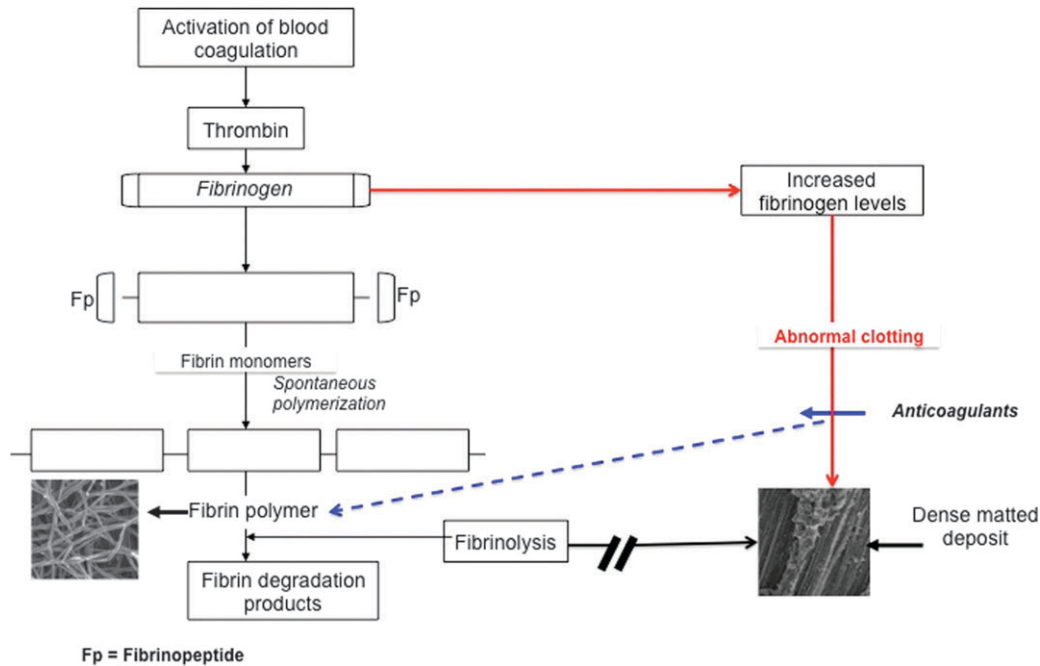 Activation of blood
coagulation
Thrombin
Fibrinogen
Increased
fibrinogen levels
Fp
Fp
Abnormal clotting
Fibrin monomers
Spontaneous
polymerization
Anticoagulants
Fibrin polymer
Dense matted
deposit
Fibrinolysis
Fibrin degradation
products
Fp = Fibrinopeptide